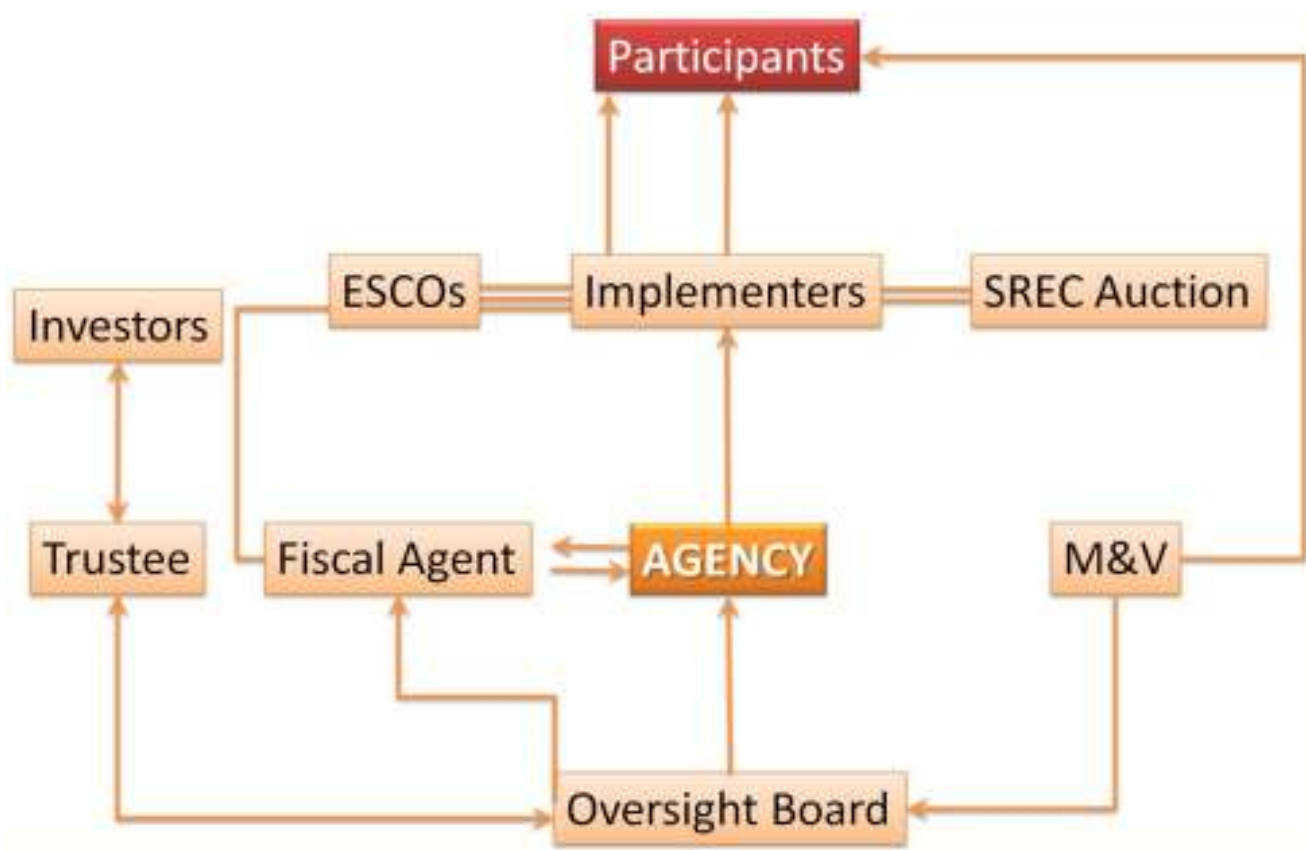 Participants
ESCOs
Implementers
SREC Auction
Investors
Trustee
Fiscal Agent
AGENCY
M&V
Oversight Board